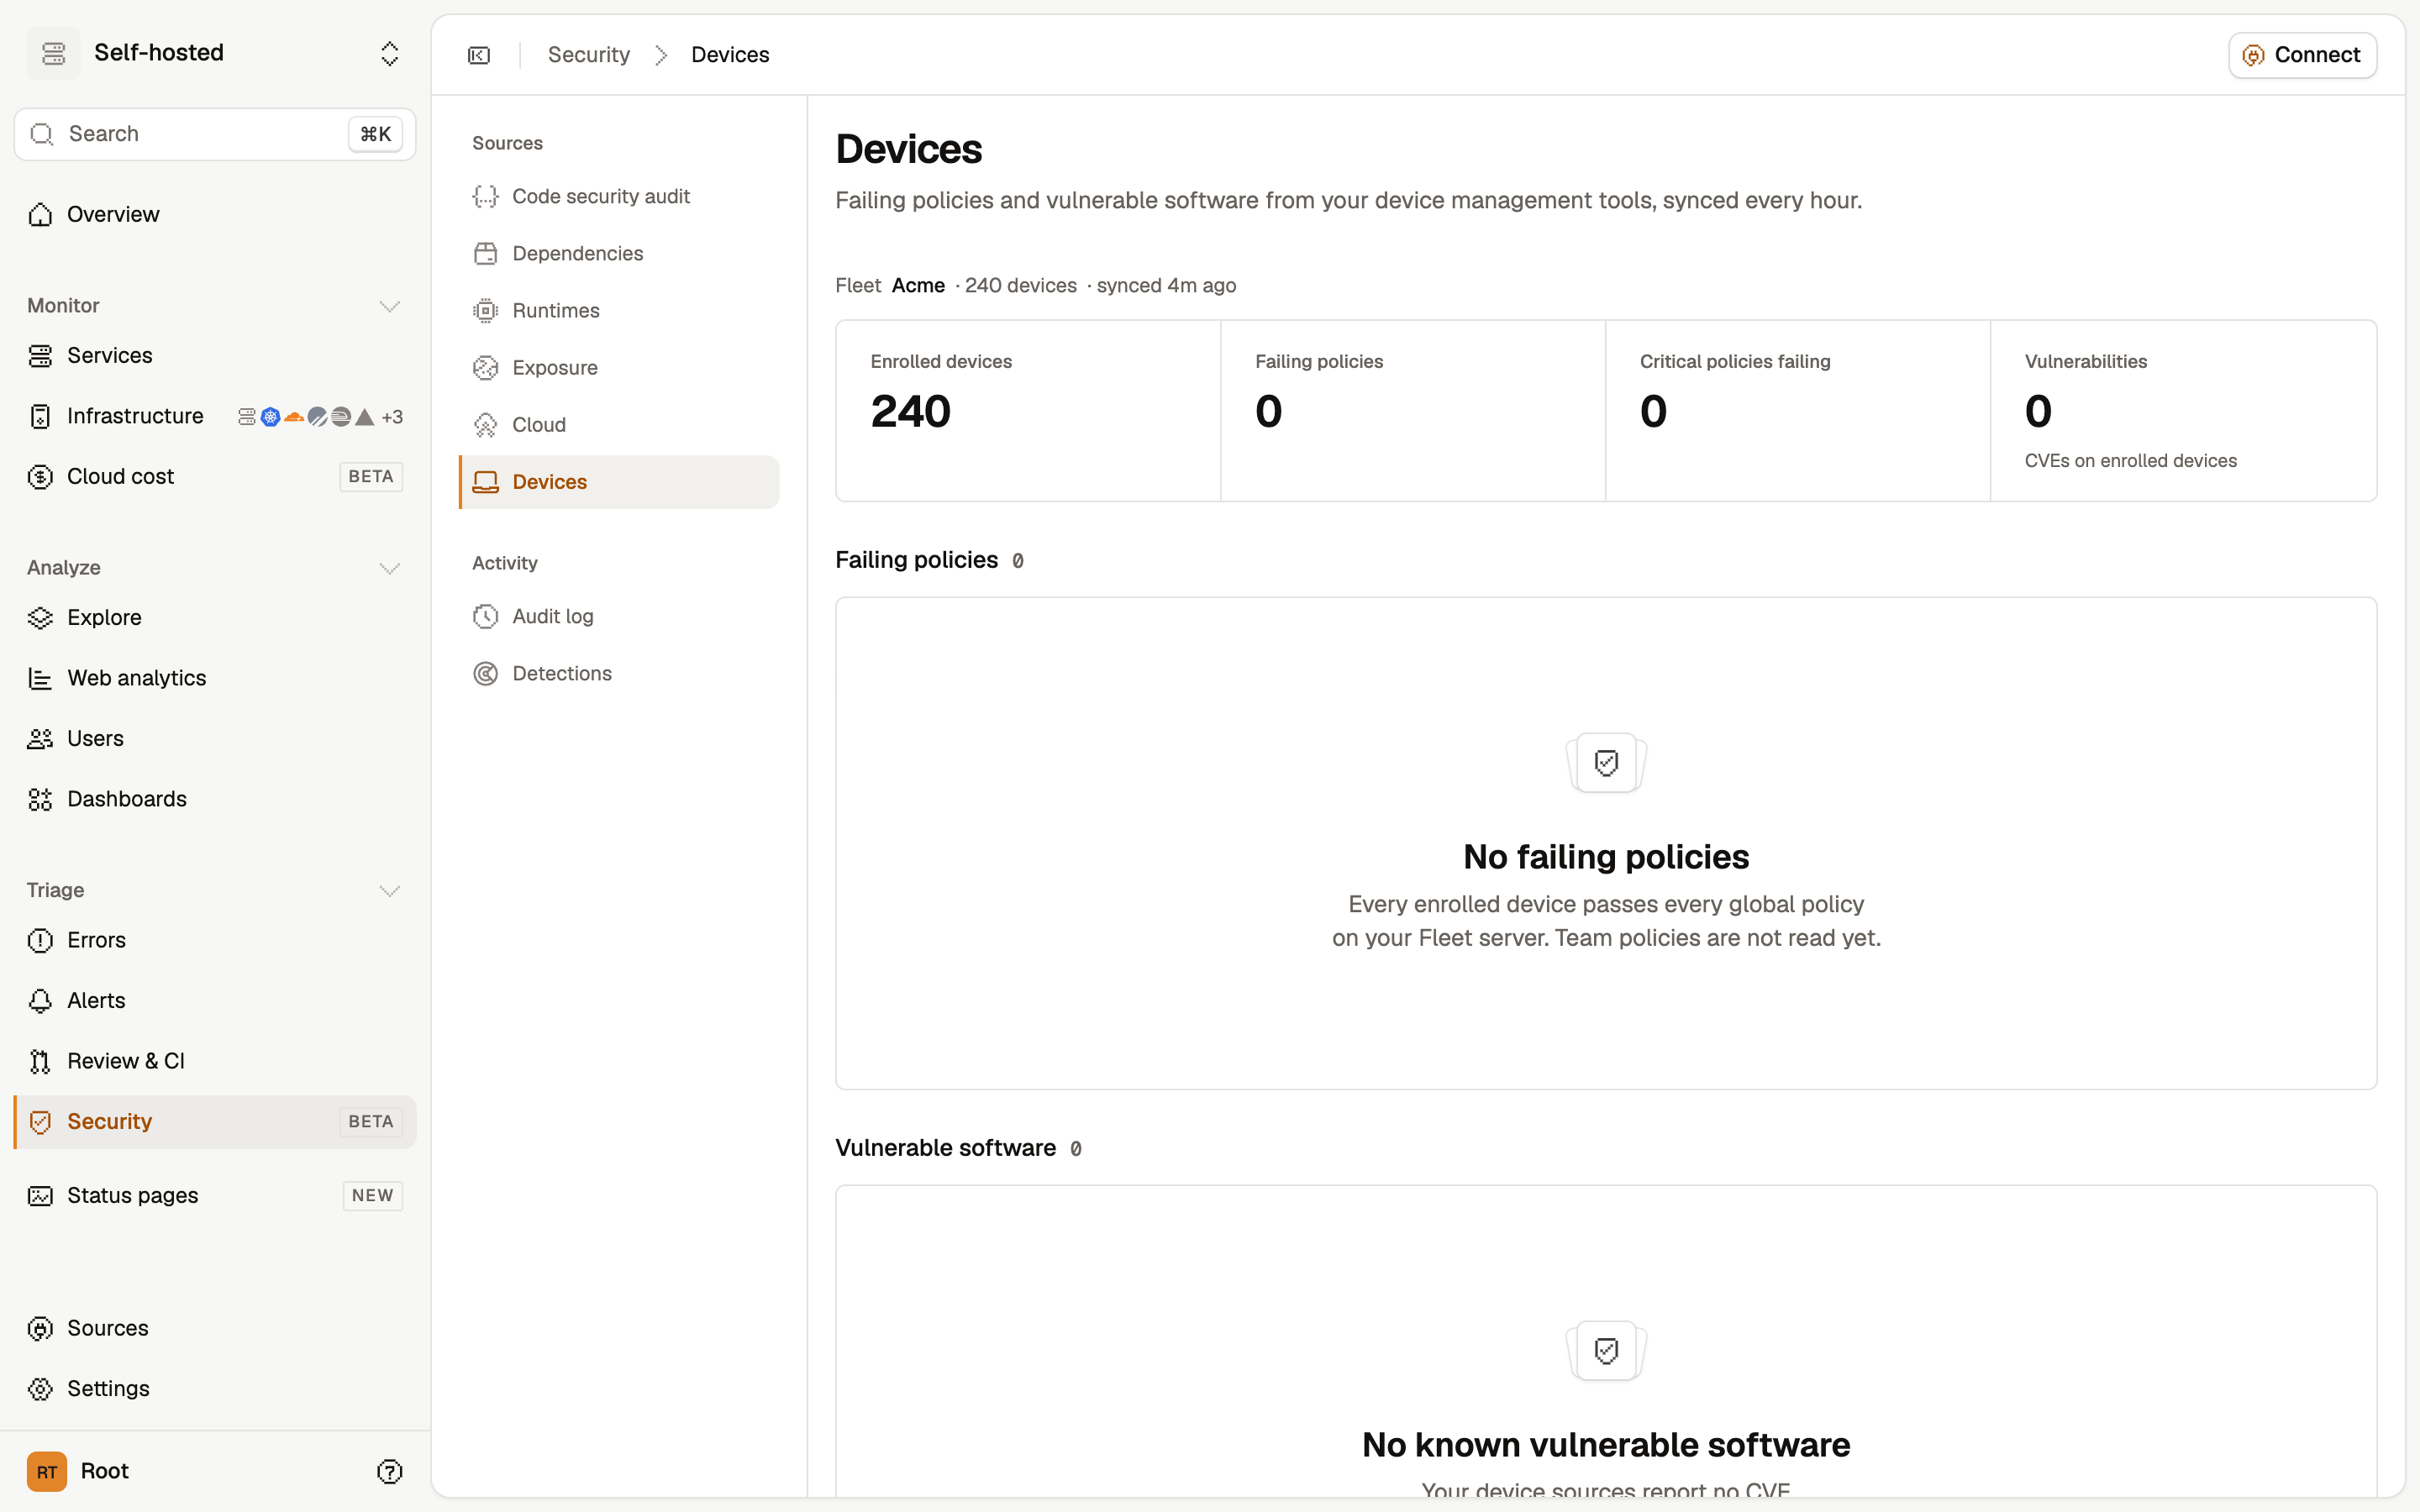 Self-hosted
Search ⌘K
Overview
Monitor
Services
Infrastructure +3
Cloud cost BETA
Analyze
Explore
Web analytics
Users
Dashboards
Triage
Errors
Alerts
Review & CI
Security BETA
Status pages NEW
Sources
Settings
RT Root
Security Devices
Connect
Sources
Code security audit
Dependencies
Runtimes
Exposure
Cloud
Devices
Activity
Audit log
Detections
Devices
Failing policies and vulnerable software from your device management tools, synced every hour.
Fleet Acme · 240 devices · synced 4m ago
Enrolled devices
240
Failing policies
0
Critical policies failing
0
Vulnerabilities
0
CVEs on enrolled devices
Failing policies 0
No failing policies
Every enrolled device passes every global policy
on your Fleet server. Team policies are not read yet.
Vulnerable software 0
No known vulnerable software
Your device sources report no CVE